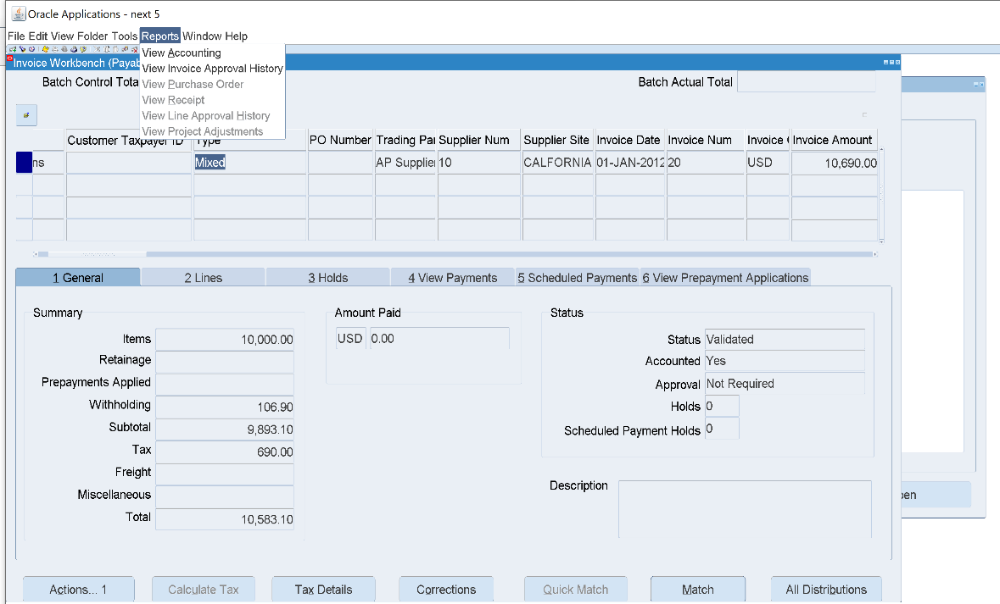 Oracle Applications - next 5
File Edit View Folder Tools Reports Window Help
View Accounting
View Invoice Approval History
View Purchase Order
View Receipt
View Line Approval History
View Project Adjustments
Invoice Workbench (Payab
Batch Control Tota
Batch Actual Total
Customer Taxpayer ID Type PO Number Trading Par Supplier Num Supplier Site Invoice Date Invoice Num Invoice Invoice Amount
ns Mixed AP Supplier 10 CALFORNIA 01-JAN-2012 20 USD 10,690.00
1 General 2 Lines 3 Holds 4 View Payments 5 Scheduled Payments 6 View Prepayment Applications
Summary
Items 10,000.00
Retainage
Prepayments Applied
Withholding 106.90
Subtotal 9,893.10
Tax 690.00
Freight
Miscellaneous
Total 10,583.10
Amount Paid
USD 0.00
Status
Status Validated
Accounted Yes
Approval Not Required
Holds 0
Scheduled Payment Holds 0
Description
pen
Actions... 1 Calculate Tax Tax Details Corrections Quick Match Match All Distributions